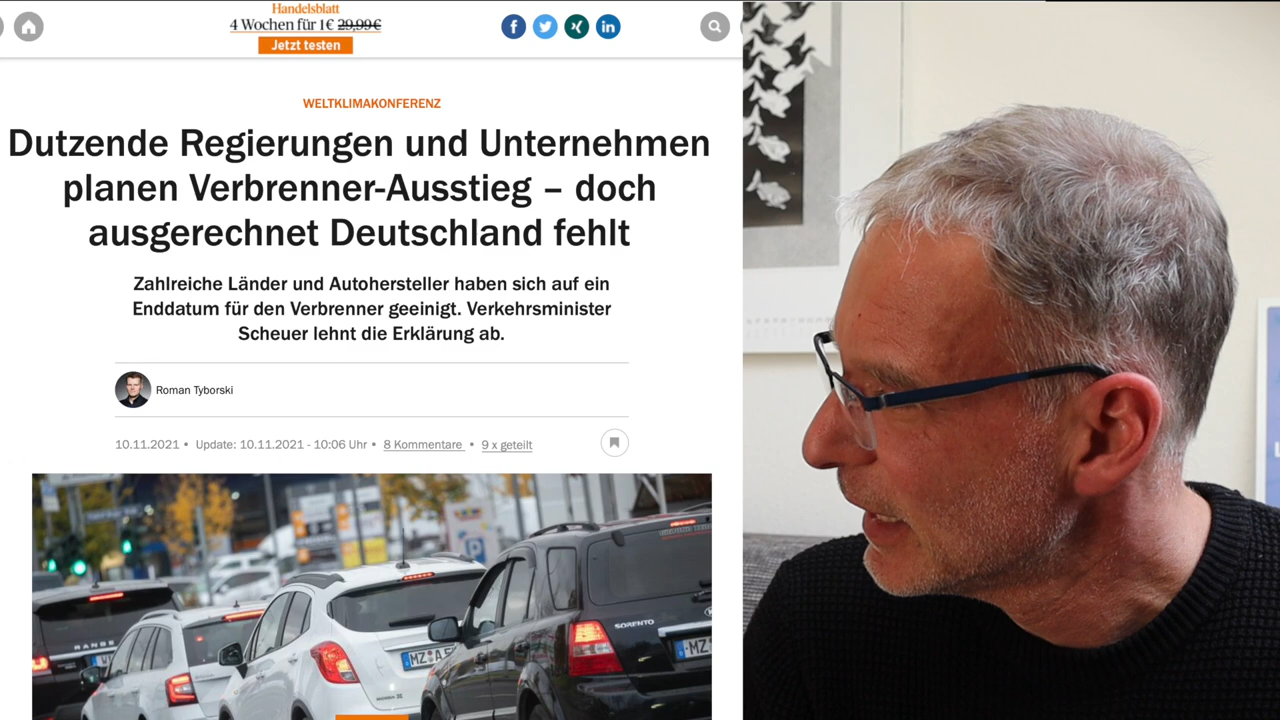 Handelsblatt
4 Wochen für 1€ 29,99€
Jetzt testen
WELTKLIMAKONFERENZ
Dutzende Regierungen und Unternehmen
planen Verbrenner-Ausstieg – doch
ausgerechnet Deutschland fehlt
Zahlreiche Länder und Autohersteller haben sich auf ein
Enddatum für den Verbrenner geeinigt. Verkehrsminister
Scheuer lehnt die Erklärung ab.
Roman Tyborski
10.11.2021 • Update: 10.11.2021 - 10:06 Uhr • 8 Kommentare • 9 x geteilt
SORENTO